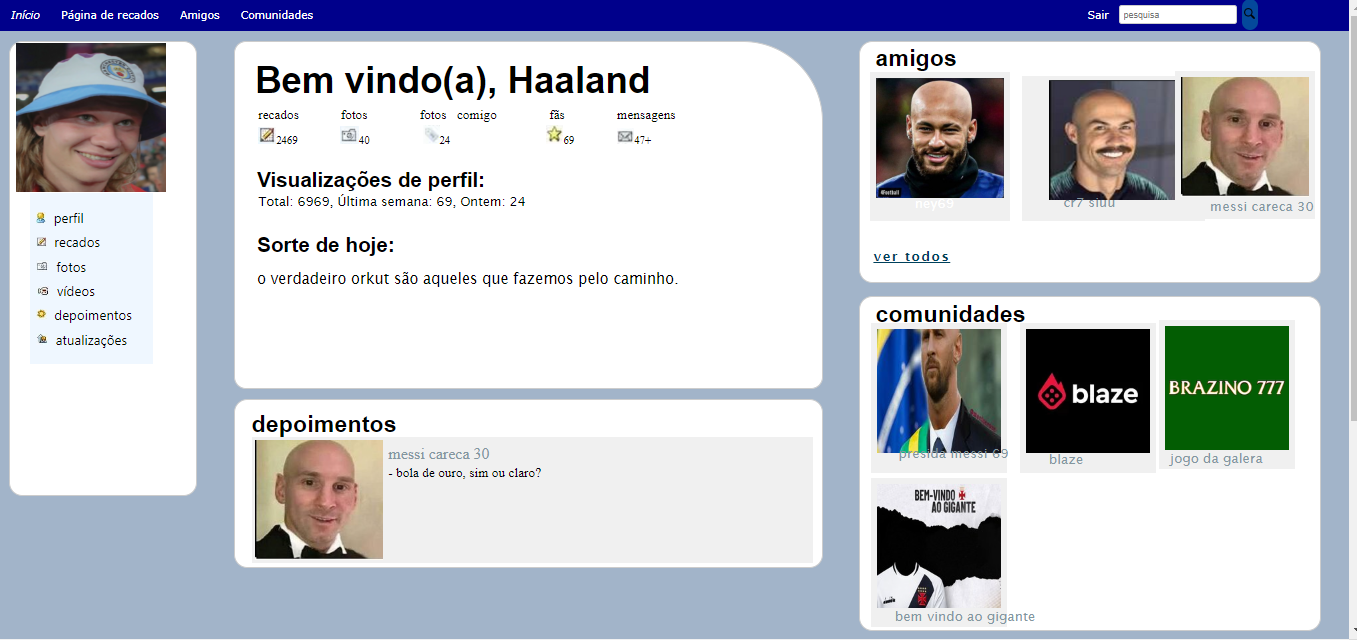 Início Página de recados Amigos Comunidades Sair pesquisa
Bem vindo(a), Haaland
recados fotos fotos comigo fãs mensagens
2469 40 24 69 47+
Visualizações de perfil:
Total: 6969, Última semana: 69, Ontem: 24
Sorte de hoje:
o verdadeiro orkut são aqueles que fazemos pelo caminho.
perfil
recados
fotos
vídeos
depoimentos
atualizações
depoimentos
messi careca 30
- bola de ouro, sim ou claro?
amigos
ney69
cr7 siuu
messi careca 30
ver todos
comunidades
blaze
BRAZINO 777
presida messi 69
blaze
jogo da galera
BEM-VINDO
AO GIGANTE
bem vindo ao gigante